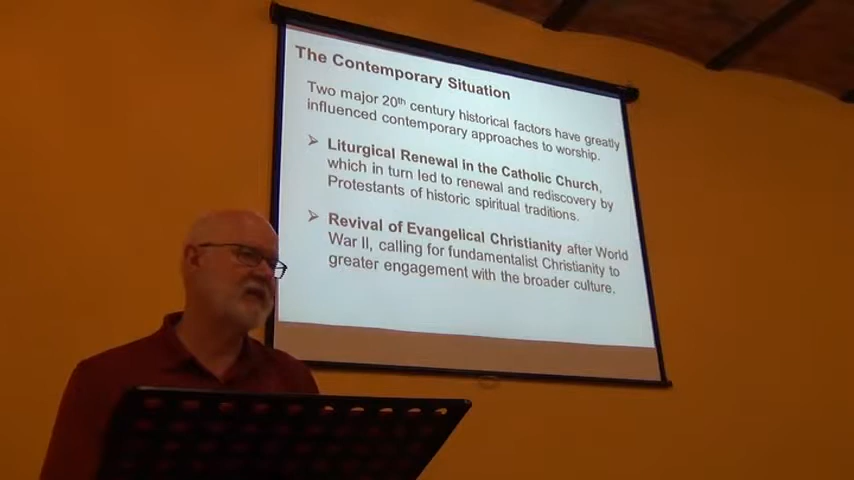 The Contemporary Situation
Two major 20th century historical factors have greatly
influenced contemporary approaches to worship.
➢ Liturgical Renewal in the Catholic Church,
which in turn led to renewal and rediscovery by
Protestants of historic spiritual traditions.
➢ Revival of Evangelical Christianity after World
War II, calling for fundamentalist Christianity to
greater engagement with the broader culture.